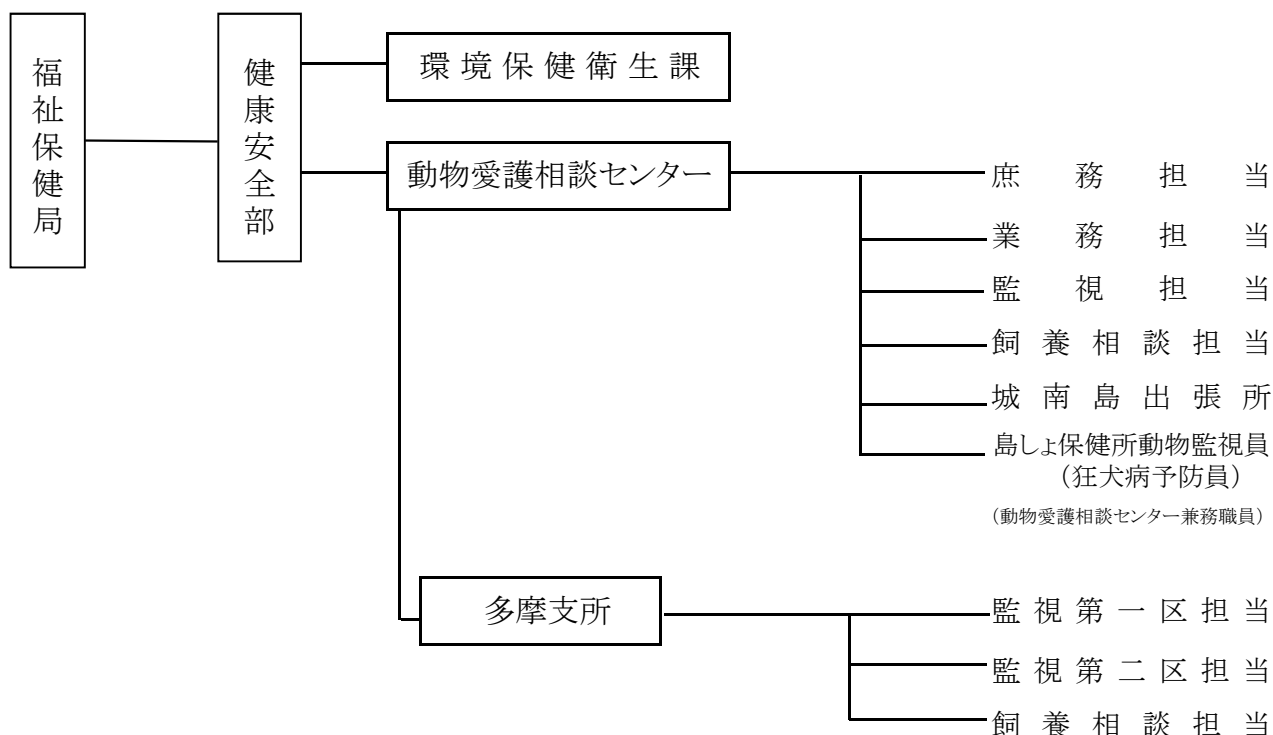 福祉保健局
健康安全部
環境保健衛生課
動物愛護相談センター
庶務担当
業務担当
監視担当
飼養相談担当
城南島出張所
島しょ保健所動物監視員
（狂犬病予防員）
（動物愛護相談センター兼務職員）
多摩支所
監視第一区担当
監視第二区担当
飼養相談担当